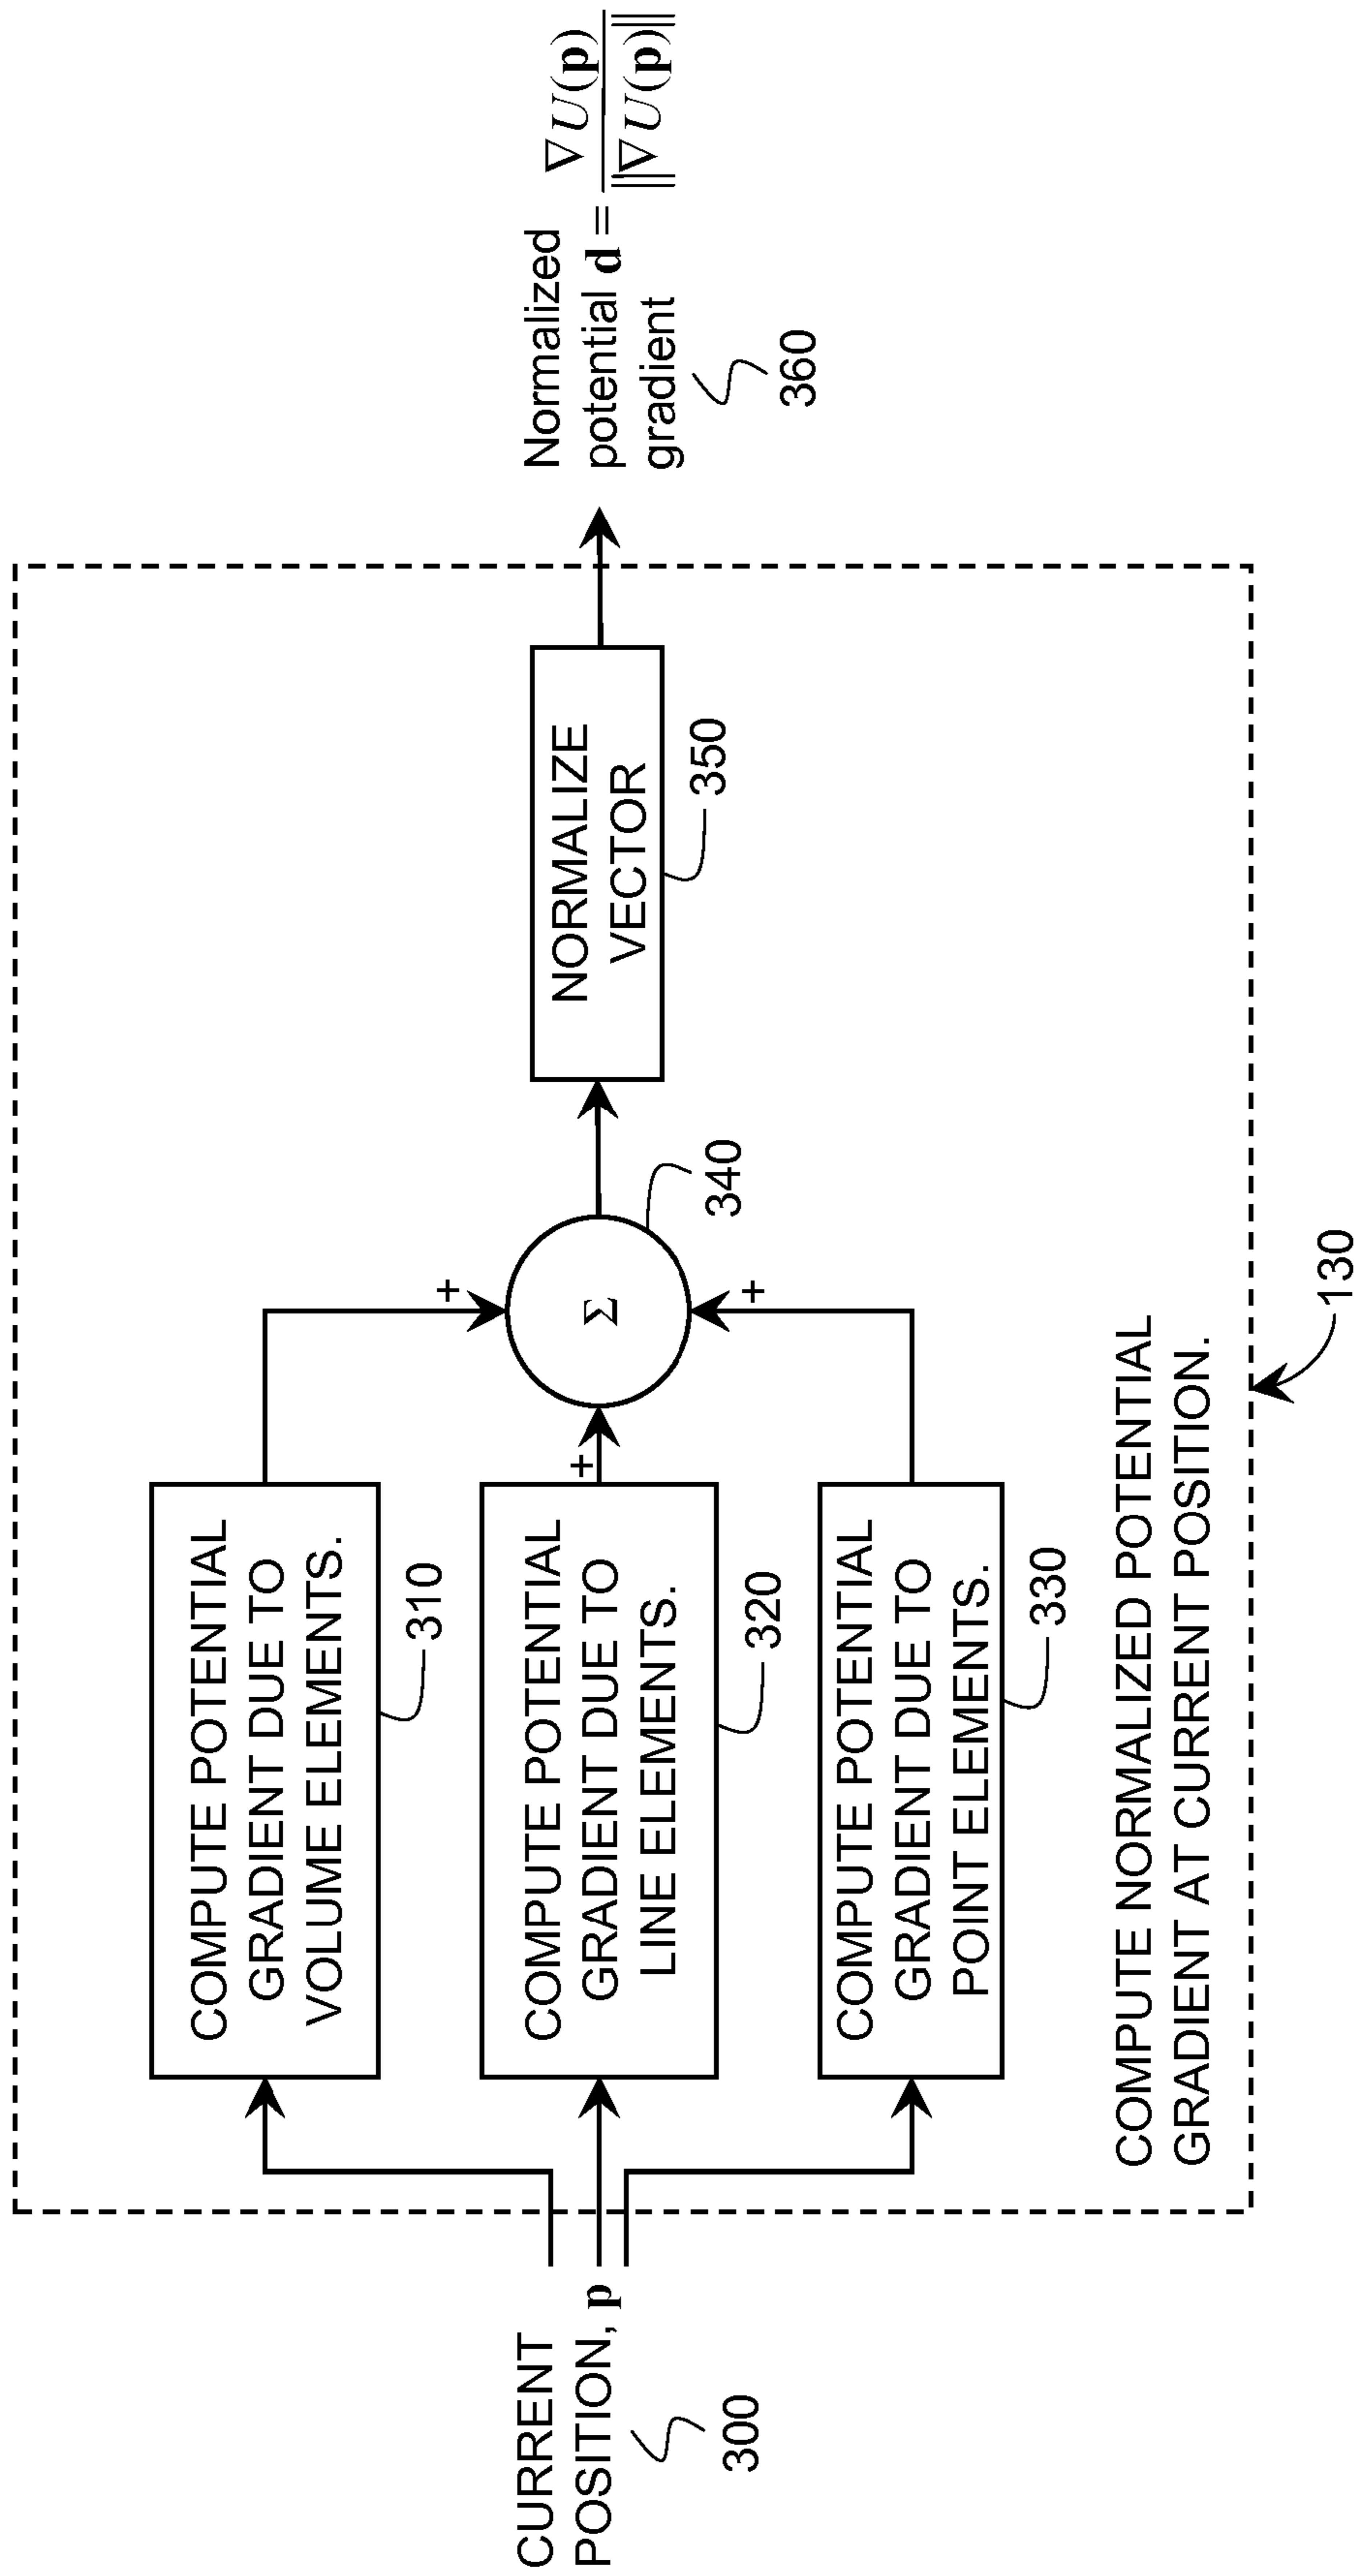 CURRENT
POSITION, p
300
COMPUTE POTENTIAL
GRADIENT DUE TO
VOLUME ELEMENTS.
310
COMPUTE POTENTIAL
GRADIENT DUE TO
LINE ELEMENTS.
320
COMPUTE POTENTIAL
GRADIENT DUE TO
POINT ELEMENTS.
330
+
+
+
Σ
340
NORMALIZE
VECTOR
350
Normalized
potential d = ∇U(p) / ‖∇U(p)‖
gradient
360
COMPUTE NORMALIZED POTENTIAL
GRADIENT AT CURRENT POSITION.
130